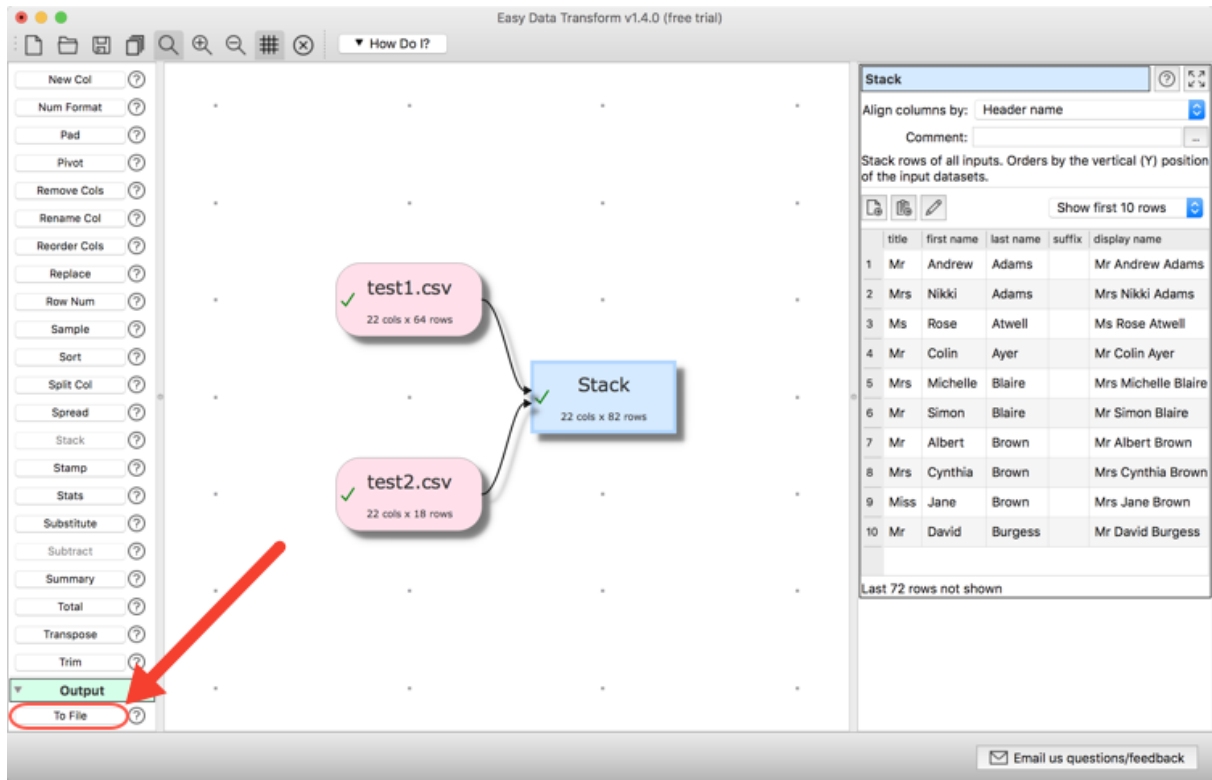 Easy Data Transform v1.4.0 (free trial)
▼ How Do I?
New Col ?
Num Format ?
Pad ?
Pivot ?
Remove Cols ?
Rename Col ?
Reorder Cols ?
Replace ?
Row Num ?
Sample ?
Sort ?
Split Col ?
Spread ?
Stack ?
Stamp ?
Stats ?
Substitute ?
Subtract ?
Summary ?
Total ?
Transpose ?
Trim ?
▼ Output
To File ?
test1.csv
22 cols x 64 rows
Stack
22 cols x 82 rows
test2.csv
22 cols x 18 rows
Stack ?
Align columns by: Header name
Comment: ...
Stack rows of all inputs. Orders by the vertical (Y) position
of the input datasets.
Show first 10 rows
title first name last name suffix display name
1 Mr Andrew Adams Mr Andrew Adams
2 Mrs Nikki Adams Mrs Nikki Adams
3 Ms Rose Atwell Ms Rose Atwell
4 Mr Colin Ayer Mr Colin Ayer
5 Mrs Michelle Blaire Mrs Michelle Blaire
6 Mr Simon Blaire Mr Simon Blaire
7 Mr Albert Brown Mr Albert Brown
8 Mrs Cynthia Brown Mrs Cynthia Brown
9 Miss Jane Brown Mrs Jane Brown
10 Mr David Burgess Mr David Burgess
Last 72 rows not shown
Email us questions/feedback